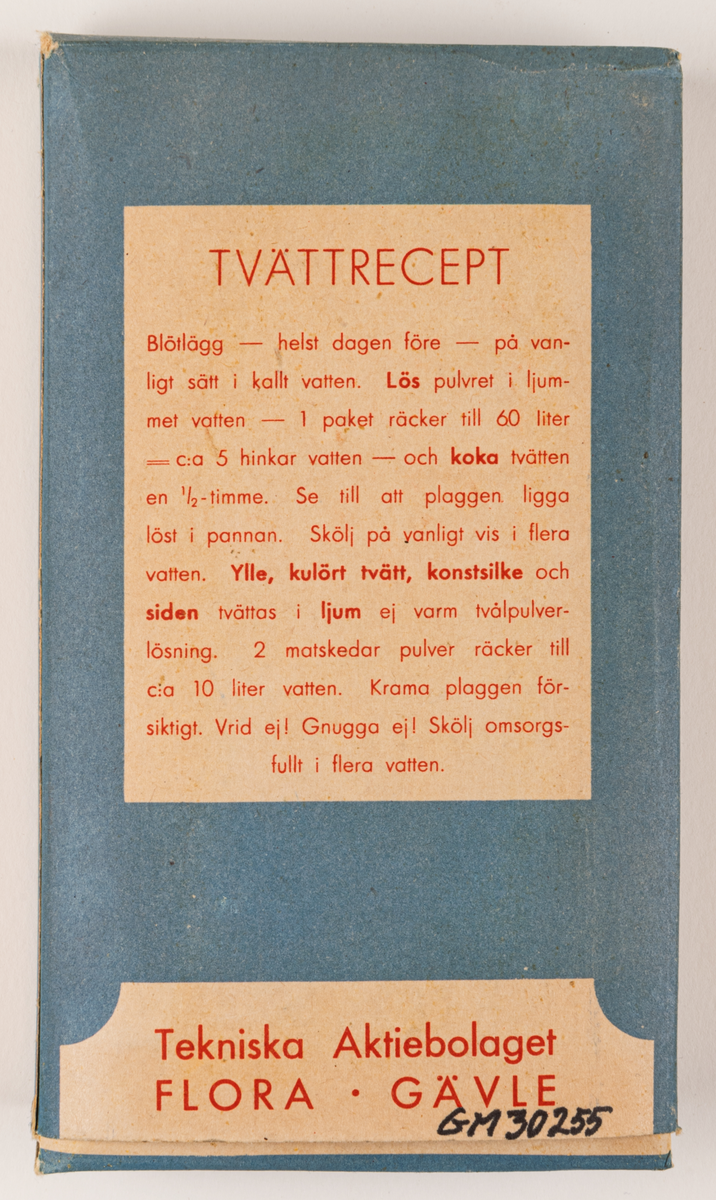 TVÄTTRECEPT
Blötlägg — helst dagen före — på van-
ligt sätt i kallt vatten. Lös pulvret i ljum-
met vatten — 1 paket räcker till 60 liter
= c:a 5 hinkar vatten — och koka tvätten
en ½-timme. Se till att plaggen ligga
löst i pannan. Skölj på vanligt vis i flera
vatten. Ylle, kulört tvätt, konstsilke och
siden tvättas i ljum ej varm tvålpulver-
lösning. 2 matskedar pulver räcker till
c:a 10 liter vatten. Krama plaggen för-
siktigt. Vrid ej! Gnugga ej! Skölj omsorgs-
fullt i flera vatten.
Tekniska Aktiebolaget
FLORA · GÄVLE
GM 30255